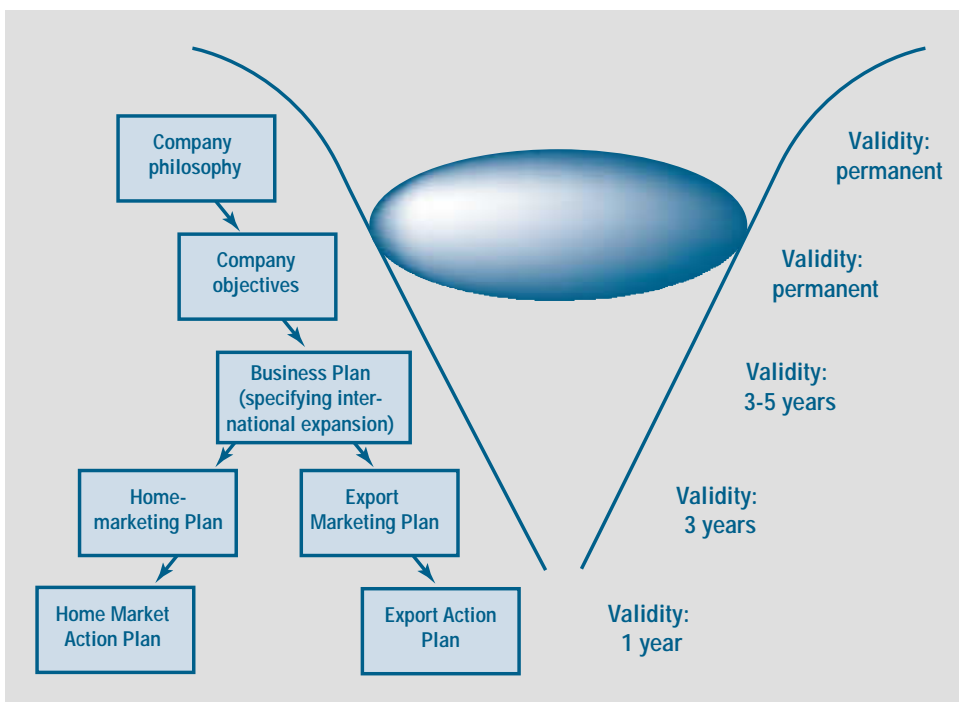 Company
philosophy
Validity:
permanent
Company
objectives
Validity:
permanent
Business Plan
(specifying inter-
national expansion)
Validity:
3-5 years
Home-
marketing Plan
Export
Marketing Plan
Validity:
3 years
Home Market
Action Plan
Export Action
Plan
Validity:
1 year